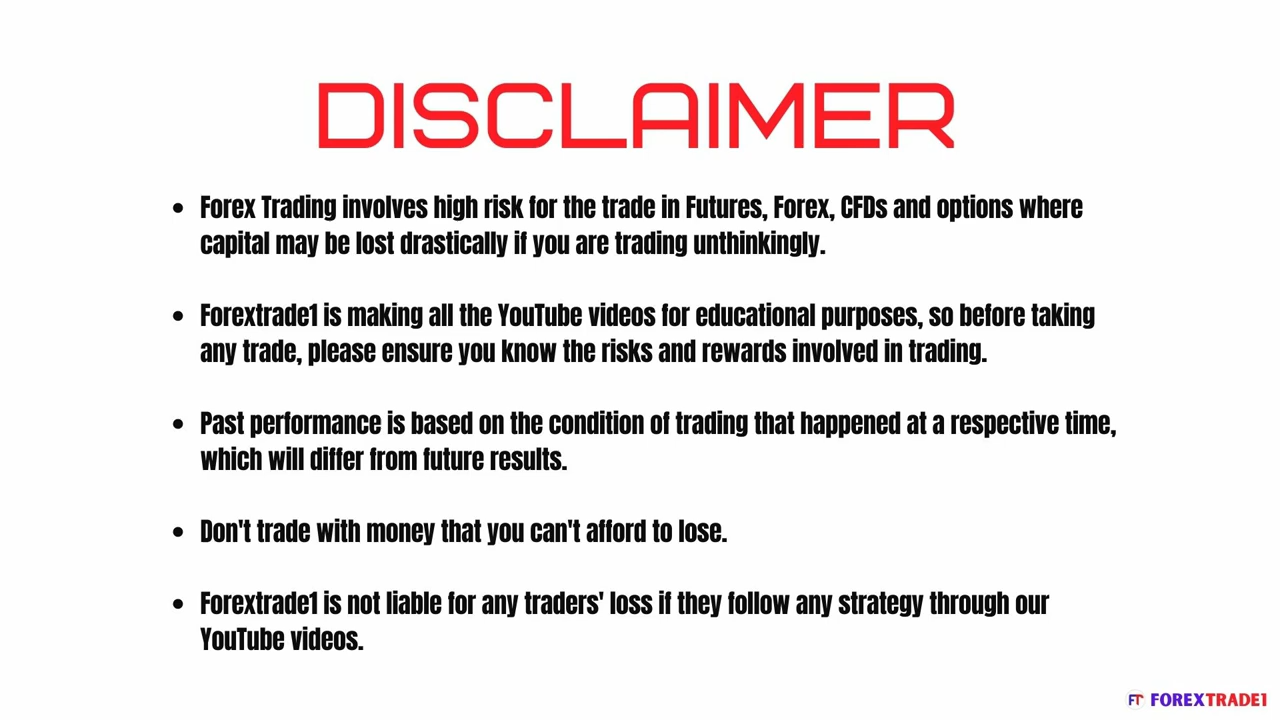 DISCLAIMER
• Forex Trading involves high risk for the trade in Futures, Forex, CFDs and options where
capital may be lost drastically if you are trading unthinkingly.
• Forextrade1 is making all the YouTube videos for educational purposes, so before taking
any trade, please ensure you know the risks and rewards involved in trading.
• Past performance is based on the condition of trading that happened at a respective time,
which will differ from future results.
• Don't trade with money that you can't afford to lose.
• Forextrade1 is not liable for any traders' loss if they follow any strategy through our
YouTube videos.
FT FOREXTRADE1